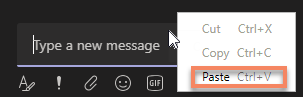 Type a new message
Cut Ctrl+X
Copy Ctrl+C
Paste Ctrl+V
GIF